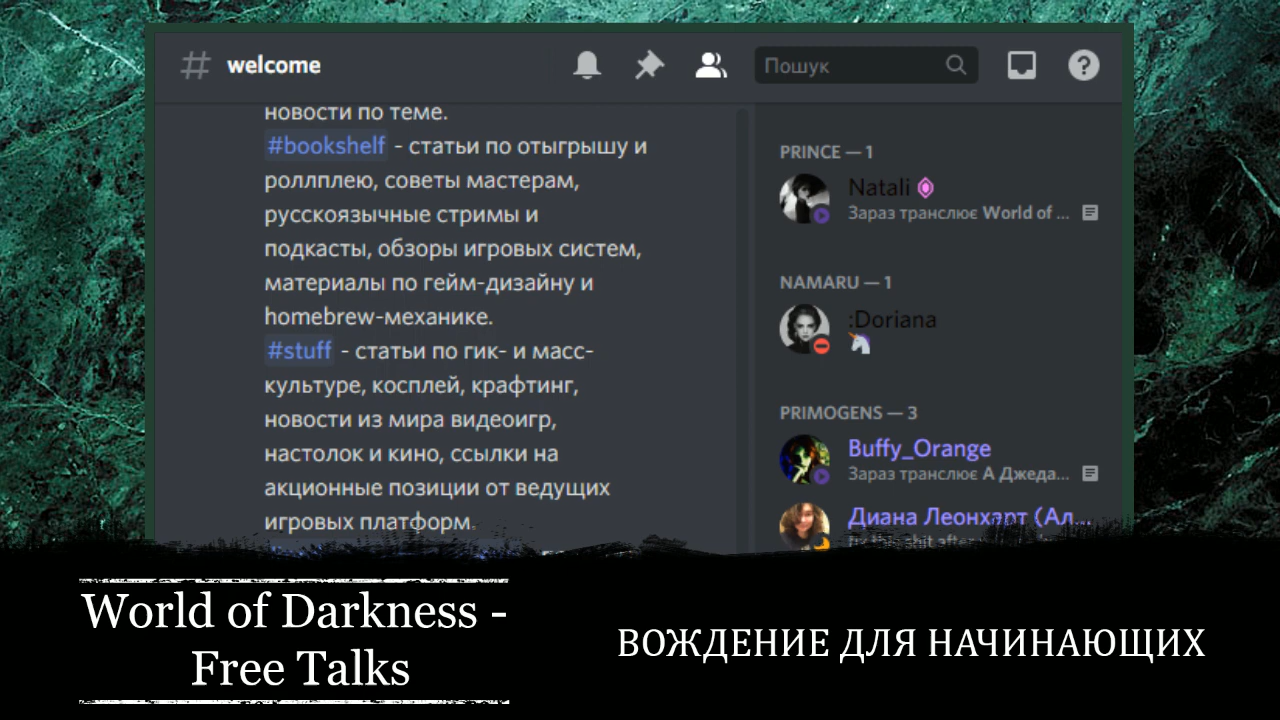 # welcome
Пошук
новости по теме.
#bookshelf - статьи по отыгрышу и
роллплею, советы мастерам,
русскоязычные стримы и
подкасты, обзоры игровых систем,
материалы по гейм-дизайну и
homebrew-механике.
#stuff - статьи по гик- и масс-
культуре, косплей, крафтинг,
новости из мира видеоигр,
настолок и кино, ссылки на
акционные позиции от ведущих
игровых платформ.
PRINCE — 1
Natali
Зараз транслює World of ...
NAMARU — 1
:Doriana
PRIMOGENS — 3
Buffy_Orange
Зараз транслює А Джеда...
Диана Леонхарт (Ал...
World of Darkness -
Free Talks
ВОЖДЕНИЕ ДЛЯ НАЧИНАЮЩИХ